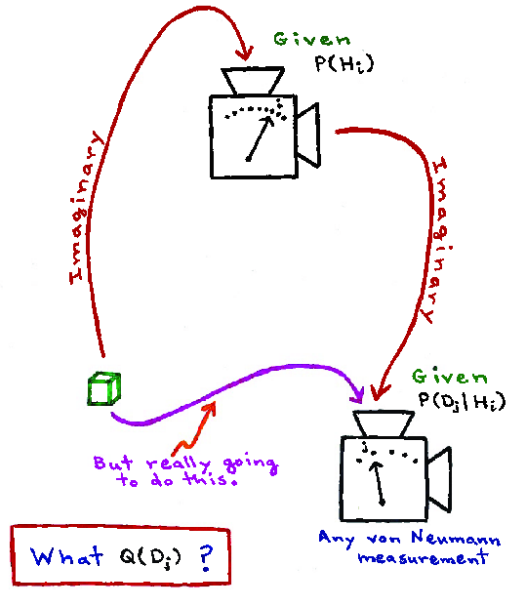 Given
P(Hᵢ)
Imaginary
Imaginary
i
Given
P(Dⱼ|Hᵢ)
j
But really going
to do this.
Any von Neumann
measurement
What Q(Dⱼ) ?